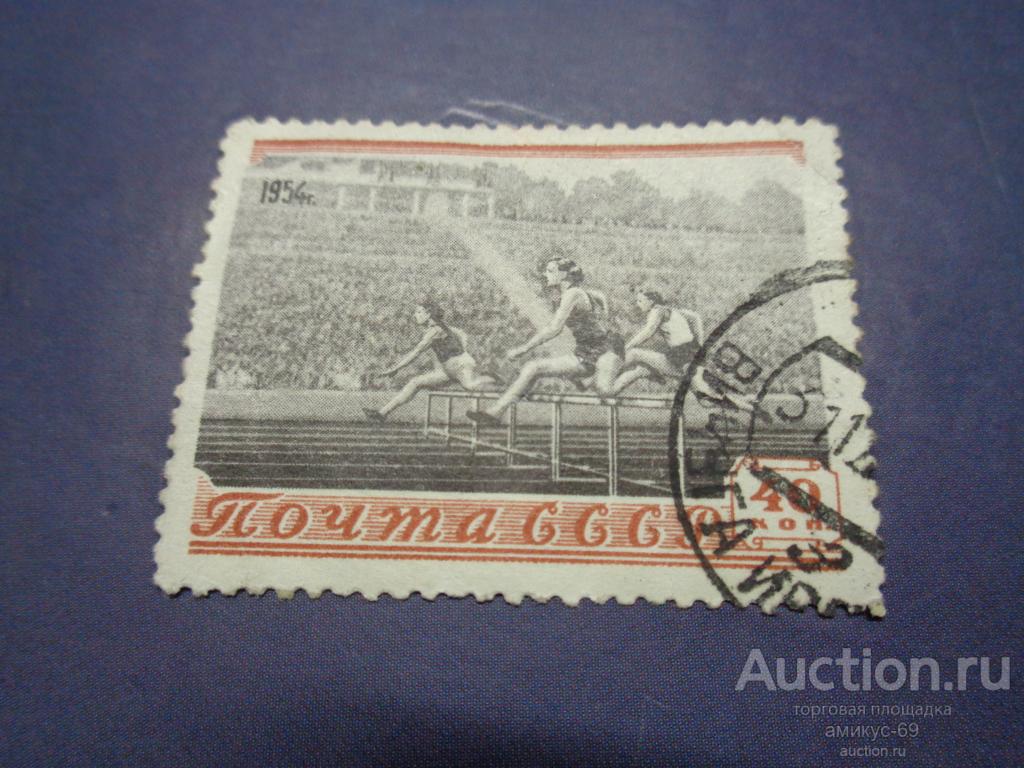 1954г.
Почта СССР
40
КОП
Auction.ru
торговая площадка
амикус-69
auction.ru